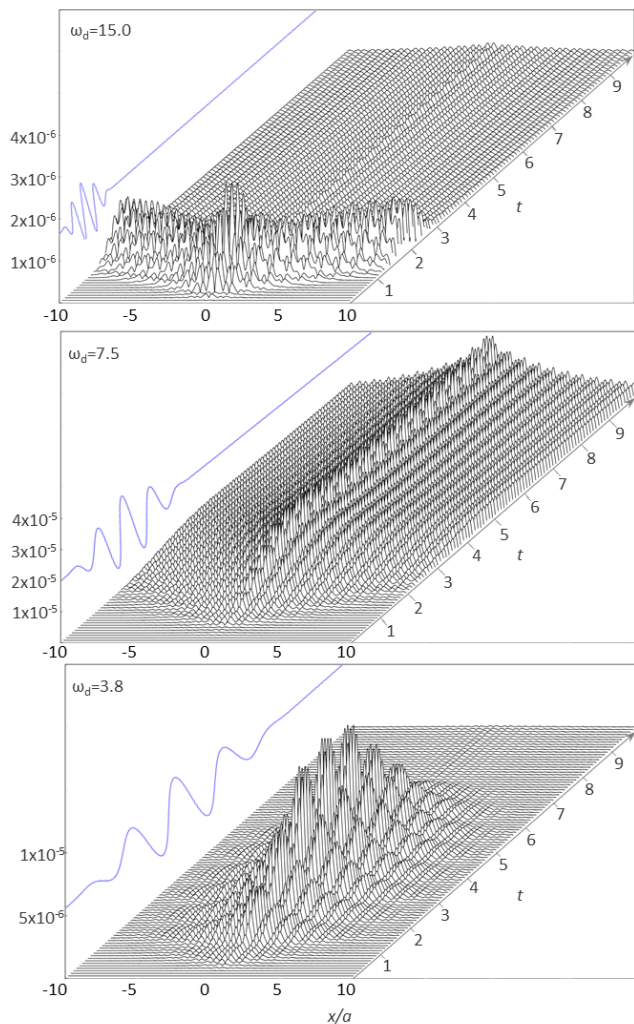 ω_d=15.0
4x10⁻⁶
3x10⁻⁶
2x10⁻⁶
1x10⁻⁶
-10 -5 0 5 10
1 2 3 4 5 6 7 8 9
t
ω_d=7.5
4x10⁻⁵
3x10⁻⁵
2x10⁻⁵
1x10⁻⁵
-10 -5 0 5 10
1 2 3 4 5 6 7 8 9
t
ω_d=3.8
1x10⁻⁵
5x10⁻⁶
-10 -5 0 5 10
1 2 3 4 5 6 7 8 9
t
x/a